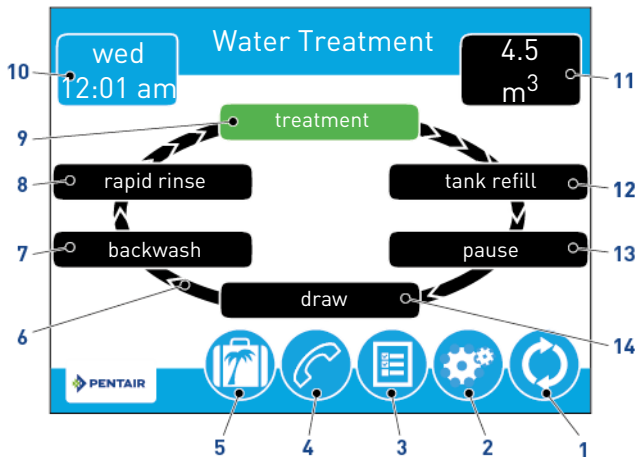 Water Treatment
wed
12:01 am
4.5
m³
10
11
9
treatment
8
rapid rinse
tank refill
12
7
backwash
pause
13
6
draw
14
PENTAIR
5
4
3
2
1